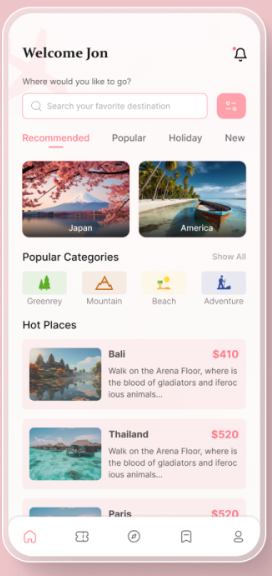 Welcome Jon
Where would you like to go?
Search your favorite destination
Recommended Popular Holiday New
Japan America
Popular Categories Show All
Greenrey Mountain Beach Adventure
Hot Places
Bali $410
Walk on the Arena Floor, where is
the blood of gladiators and iferoc
ious animals...
Thailand $520
Walk on the Arena Floor, where is
the blood of gladiators and iferoc
ious animals...
Paris $520